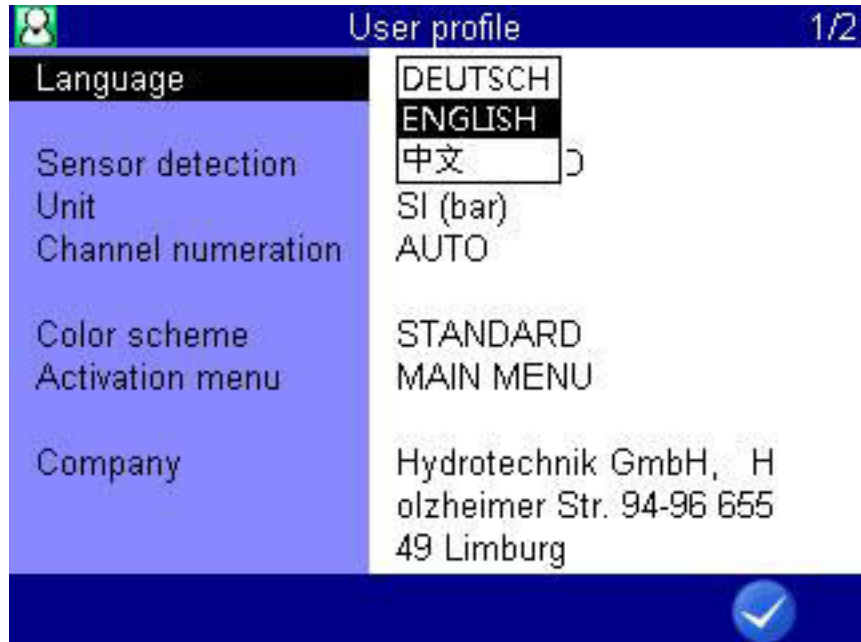 User profile 1/2
Language DEUTSCH
ENGLISH
Sensor detection 中文
Unit SI (bar)
Channel numeration AUTO
Color scheme STANDARD
Activation menu MAIN MENU
Company Hydrotechnik GmbH, H
olzheimer Str. 94-96 655
49 Limburg